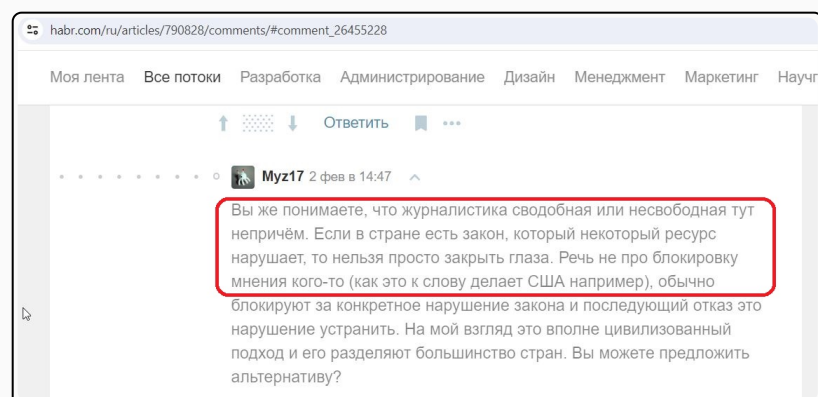 habr.com/ru/articles/790828/comments/#comment_26455228
Моя лента Все потоки Разработка Администрирование Дизайн Менеджмент Маркетинг Науч
Ответить
Myz17 2 фев в 14:47
Вы же понимаете, что журналистика сводобная или несвободная тут
непричём. Если в стране есть закон, который некоторый ресурс
нарушает, то нельзя просто закрыть глаза. Речь не про блокировку
мнения кого-то (как это к слову делает США например), обычно
блокируют за конкретное нарушение закона и последующий отказ это
нарушение устранить. На мой взгляд это вполне цивилизованный
подход и его разделяют большинство стран. Вы можете предложить
альтернативу?